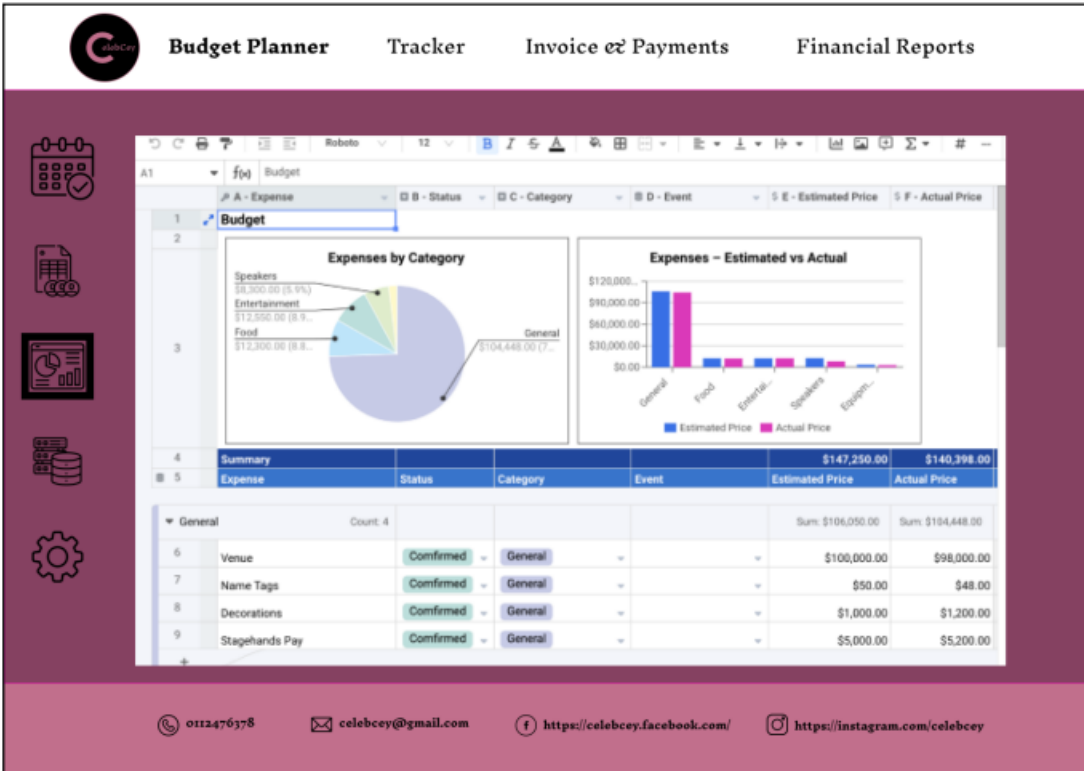 CelebCey
Budget Planner Tracker Invoice & Payments Financial Reports
Roboto 12 B I S A Σ # –
A1 f(x) Budget
A - Expense B - Status C - Category D - Event E - Estimated Price F - Actual Price
1 Budget
2
Expenses by Category
Speakers
$8,300.00 (5.9%)
Entertainment
$12,550.00 (8.9...
Food
$12,300.00 (8.8...
General
$104,448.00 (7...
Expenses – Estimated vs Actual
$120,000...
$90,000.00
$60,000.00
$30,000.00
$0.00
General Food Entertai... Speakers Equipm...
Estimated Price Actual Price
3
4 Summary $147,250.00 $140,398.00
5 Expense Status Category Event Estimated Price Actual Price
General Count: 4 Sum: $106,050.00 Sum: $104,448.00
6 Venue Comfirmed General $100,000.00 $98,000.00
7 Name Tags Comfirmed General $50.00 $48.00
8 Decorations Comfirmed General $1,000.00 $1,200.00
9 Stagehands Pay Comfirmed General $5,000.00 $5,200.00
+
0112476378 celebcey@gmail.com https://celebcey.facebook.com/ https://instagram.com/celebcey